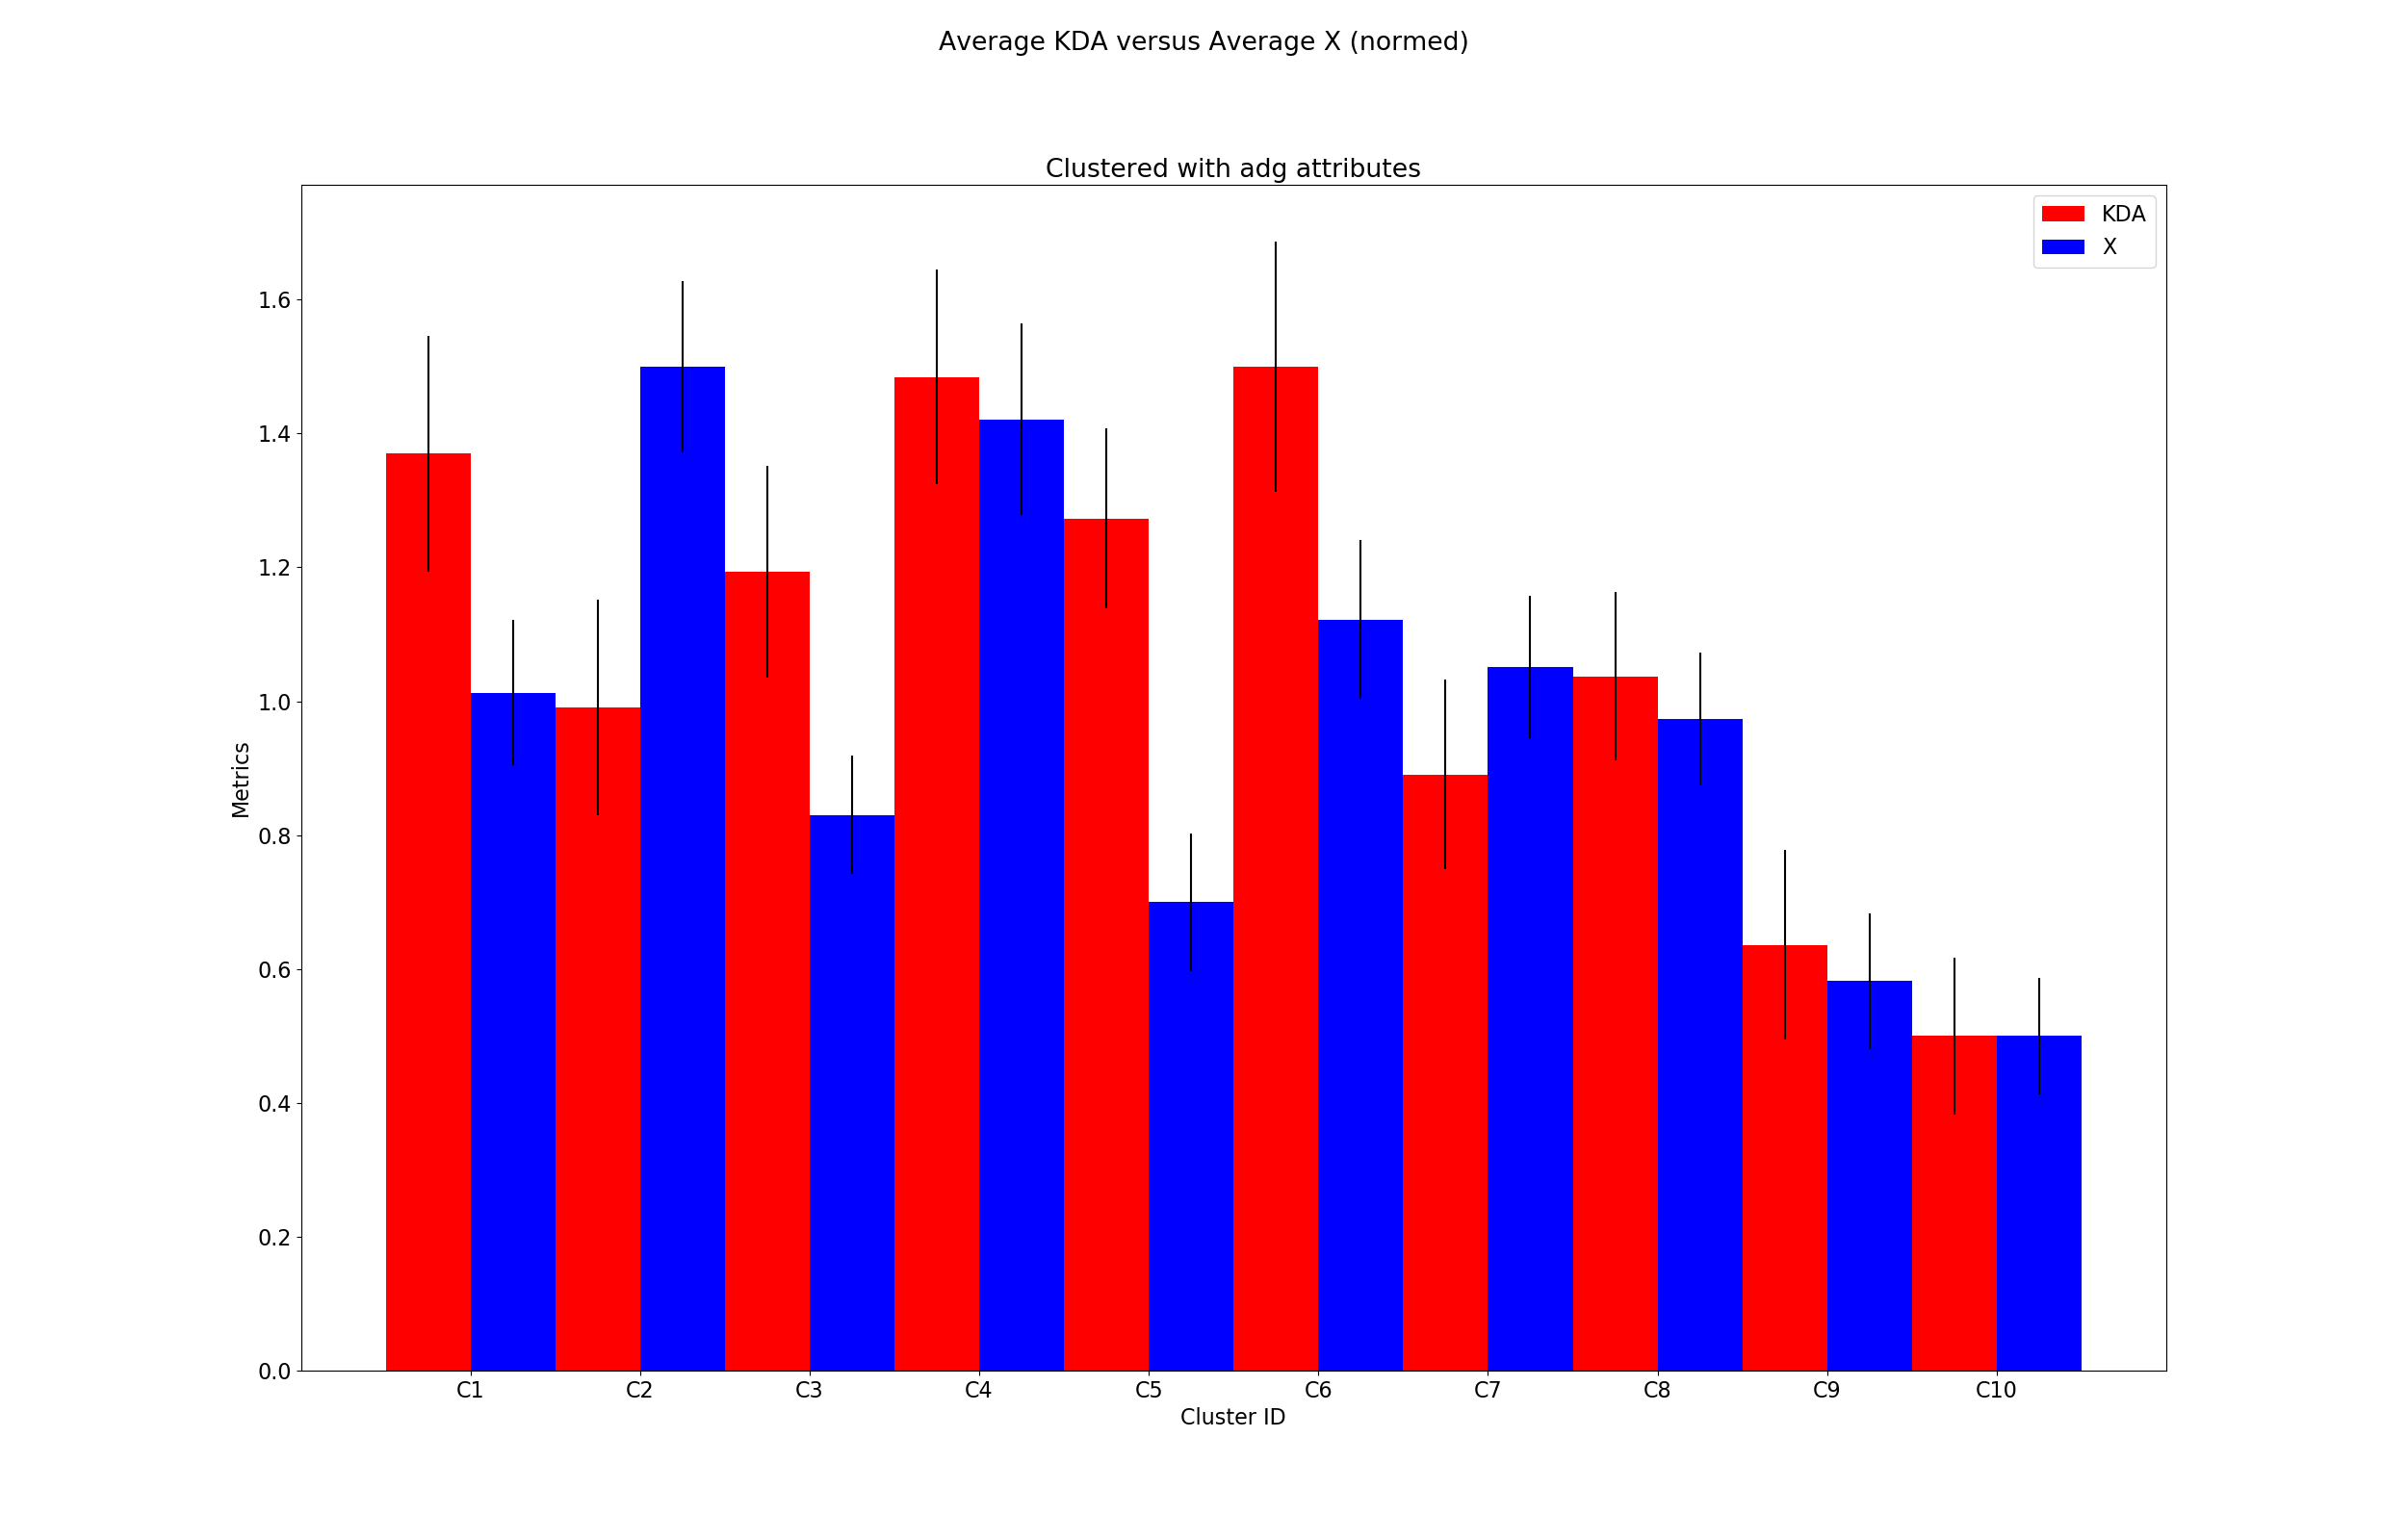 Average KDA versus Average X (normed)
Clustered with adg attributes
KDA
X
1.6
1.4
1.2
1.0
0.8
0.6
0.4
0.2
0.0
Metrics
C1 C2 C3 C4 C5 C6 C7 C8 C9 C10
Cluster ID